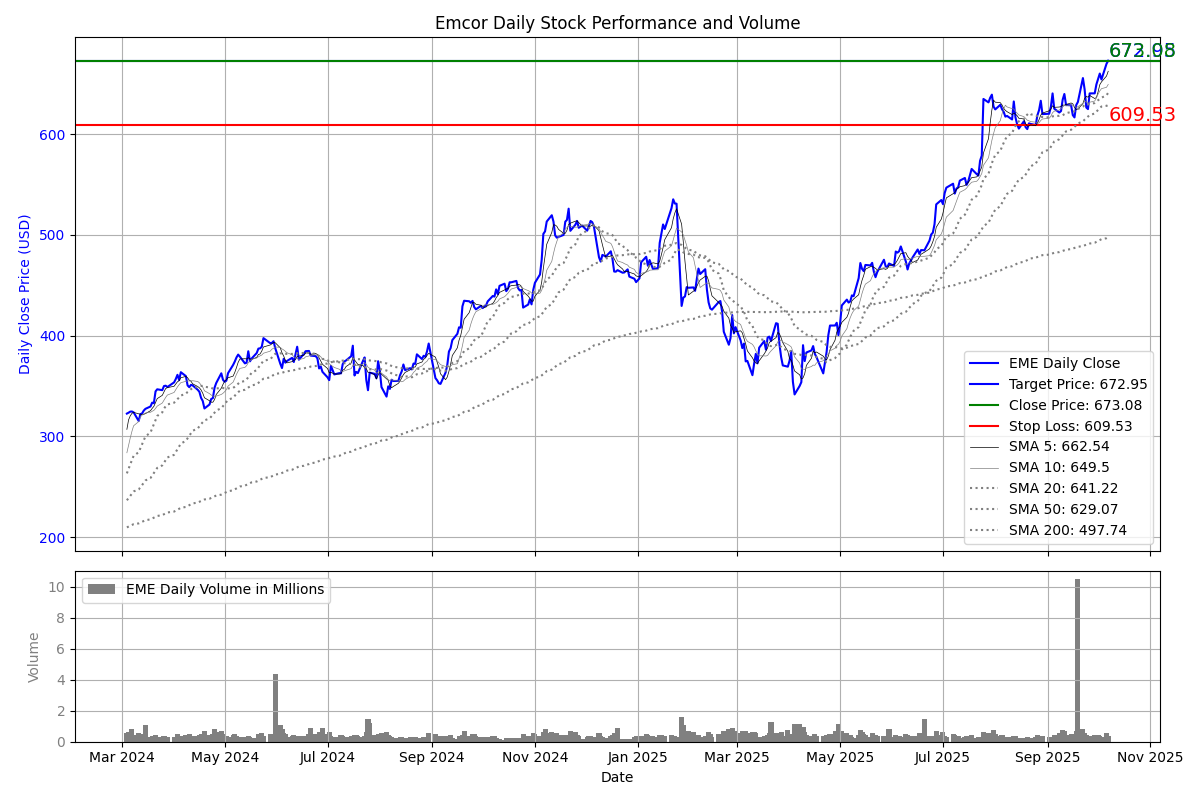 Emcor Daily Stock Performance and Volume
673.08
609.53
Daily Close Price (USD)
600
500
400
300
200
EME Daily Close
Target Price: 672.95
Close Price: 673.08
Stop Loss: 609.53
SMA 5: 662.54
SMA 10: 649.5
SMA 20: 641.22
SMA 50: 629.07
SMA 200: 497.74
EME Daily Volume in Millions
Volume
10
8
6
4
2
0
Mar 2024
May 2024
Jul 2024
Sep 2024
Nov 2024
Jan 2025
Mar 2025
May 2025
Jul 2025
Sep 2025
Nov 2025
Date